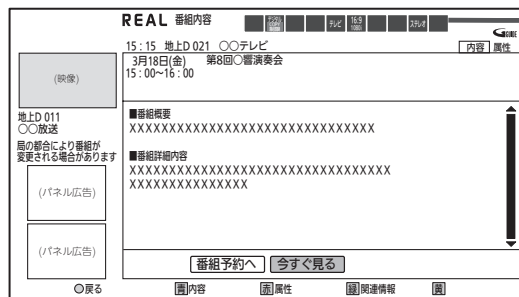 REAL 番組内容
テレビ 16:9 1080i ステレオ
G GUIDE
15：15 地上D 021 ○○テレビ
内容 属性
3月18日(金) 第8回○響演奏会
15：00～16：00
(映像)
地上D 011
○○放送
局の都合により番組が
変更される場合があります
(パネル広告)
(パネル広告)
■番組概要
XXXXXXXXXXXXXXXXXXXXXXXXXXXXXXXX
■番組詳細内容
XXXXXXXXXXXXXXXXXXXXXXXXXXXXXXXXXX
XXXXXXXXXXXXXXX
番組予約へ 今すぐ見る
○戻る 青 内容 赤 属性 緑 関連情報 黄